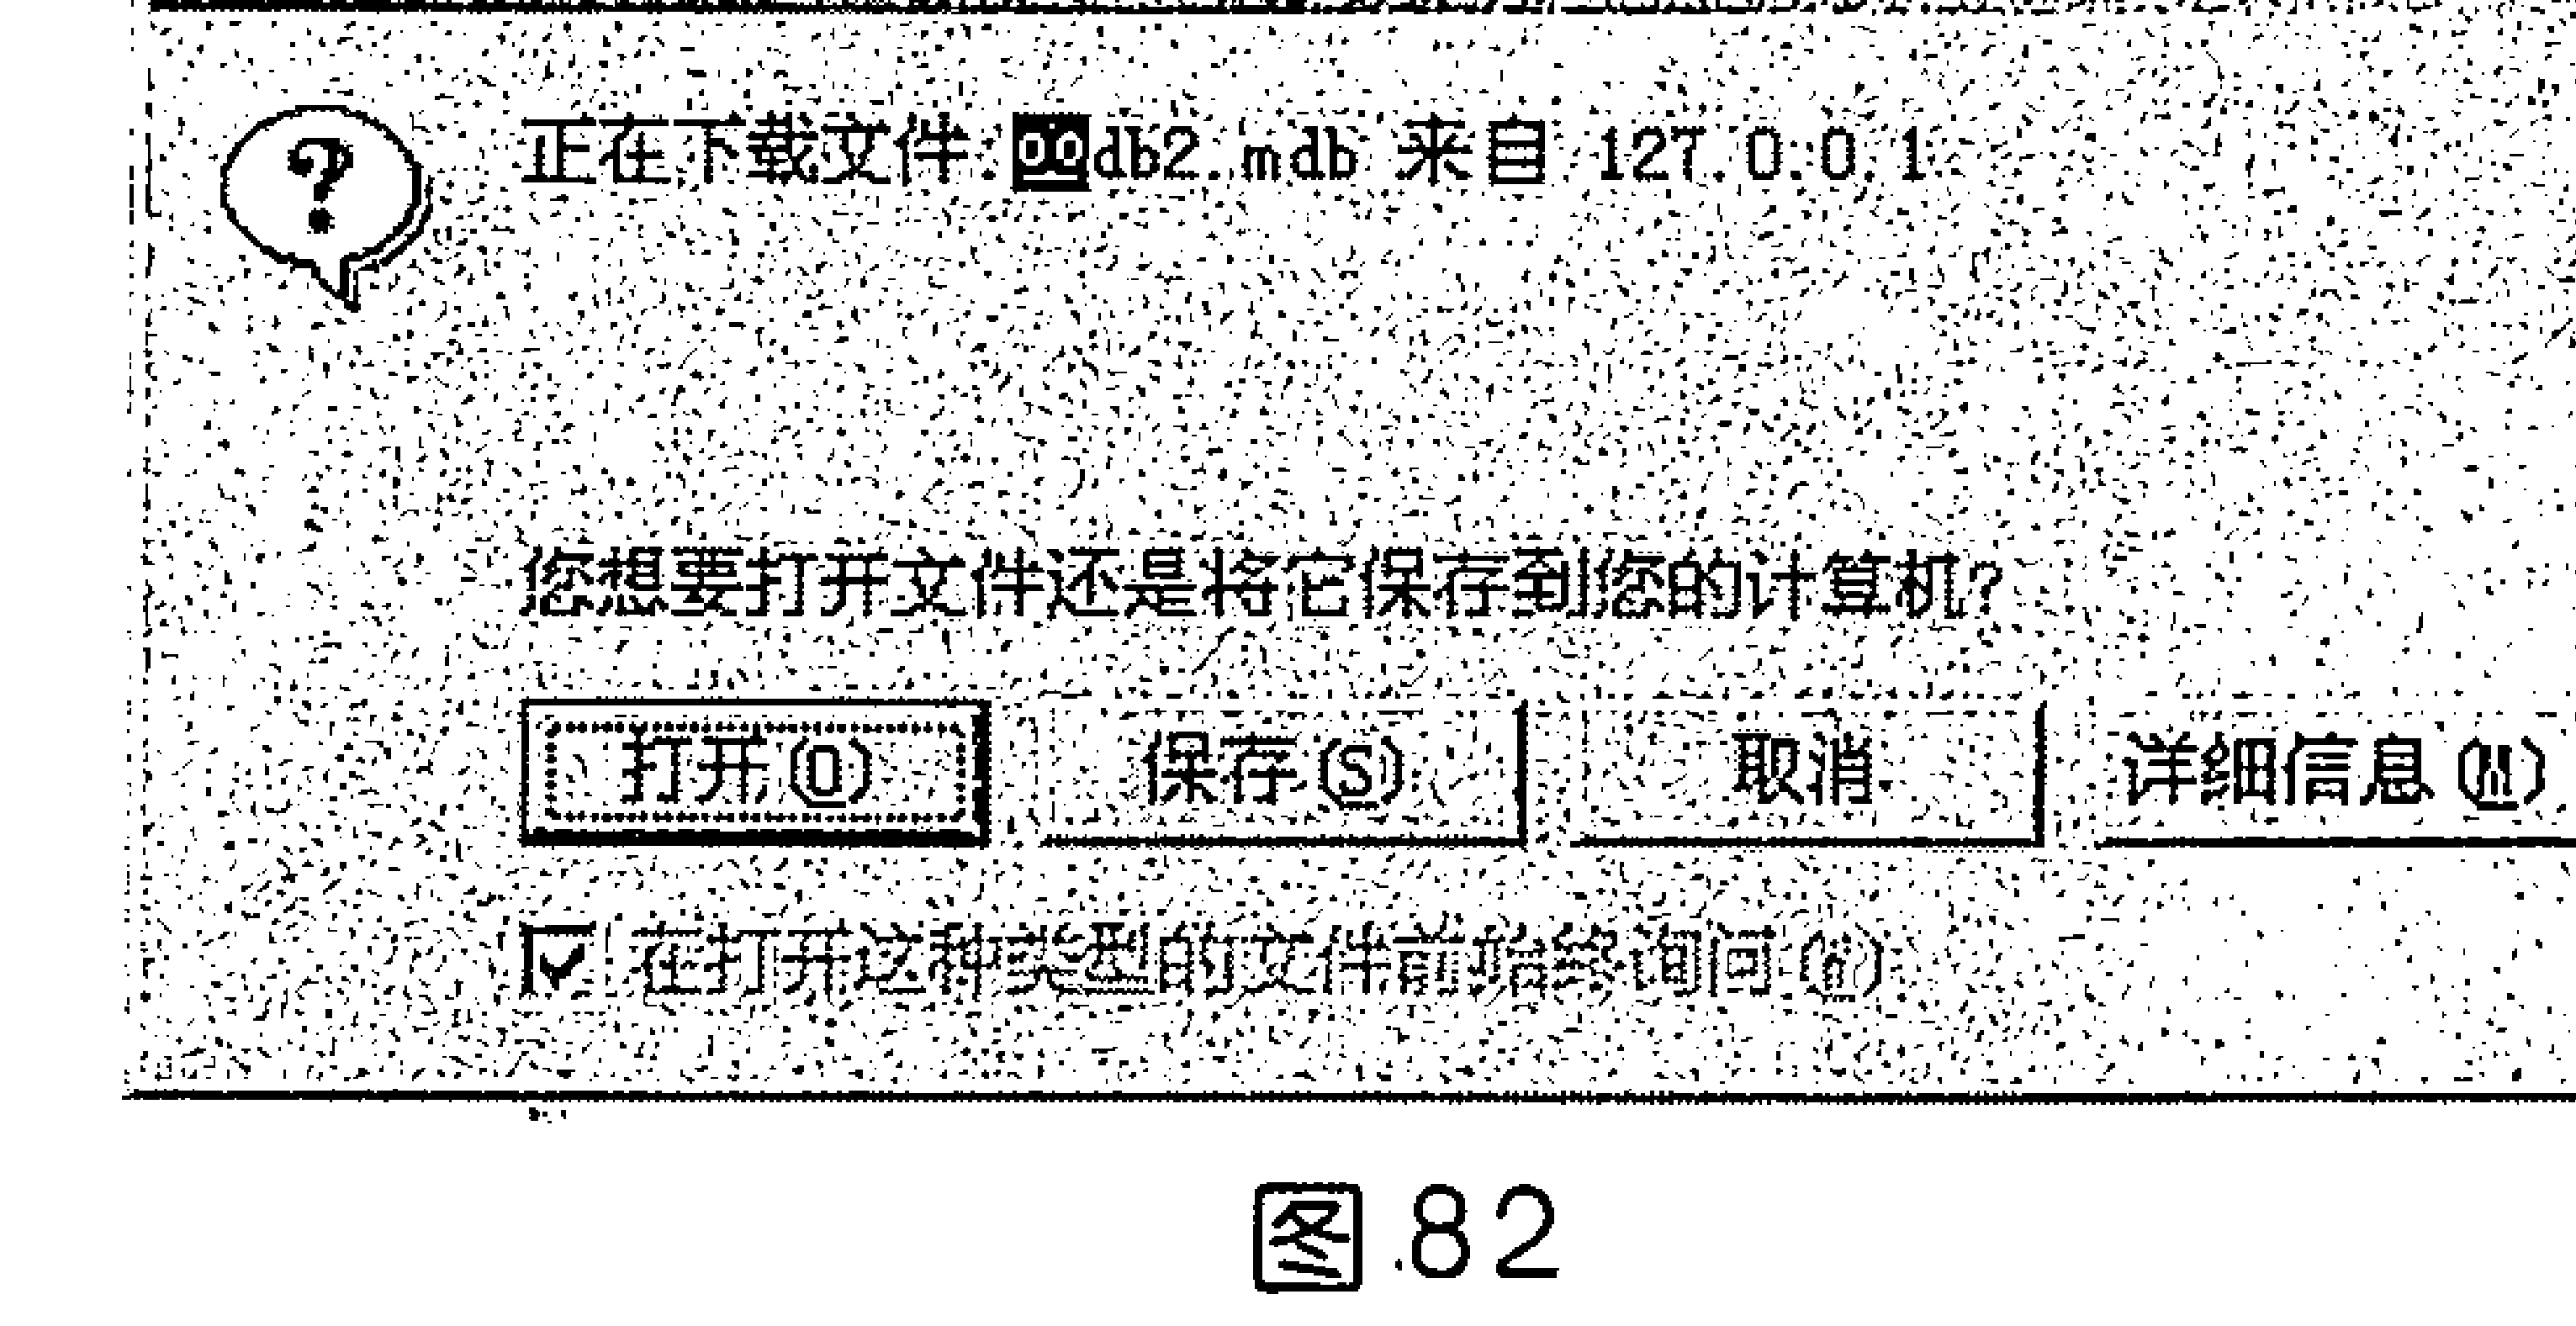 正在下载文件: db2.mdb 来自 127.0.0.1
您想要打开文件还是将它保存到您的计算机?
打开(O) 保存(S) 取消 详细信息(M)
在打开这种类型的文件前始终询问(W)
图 82